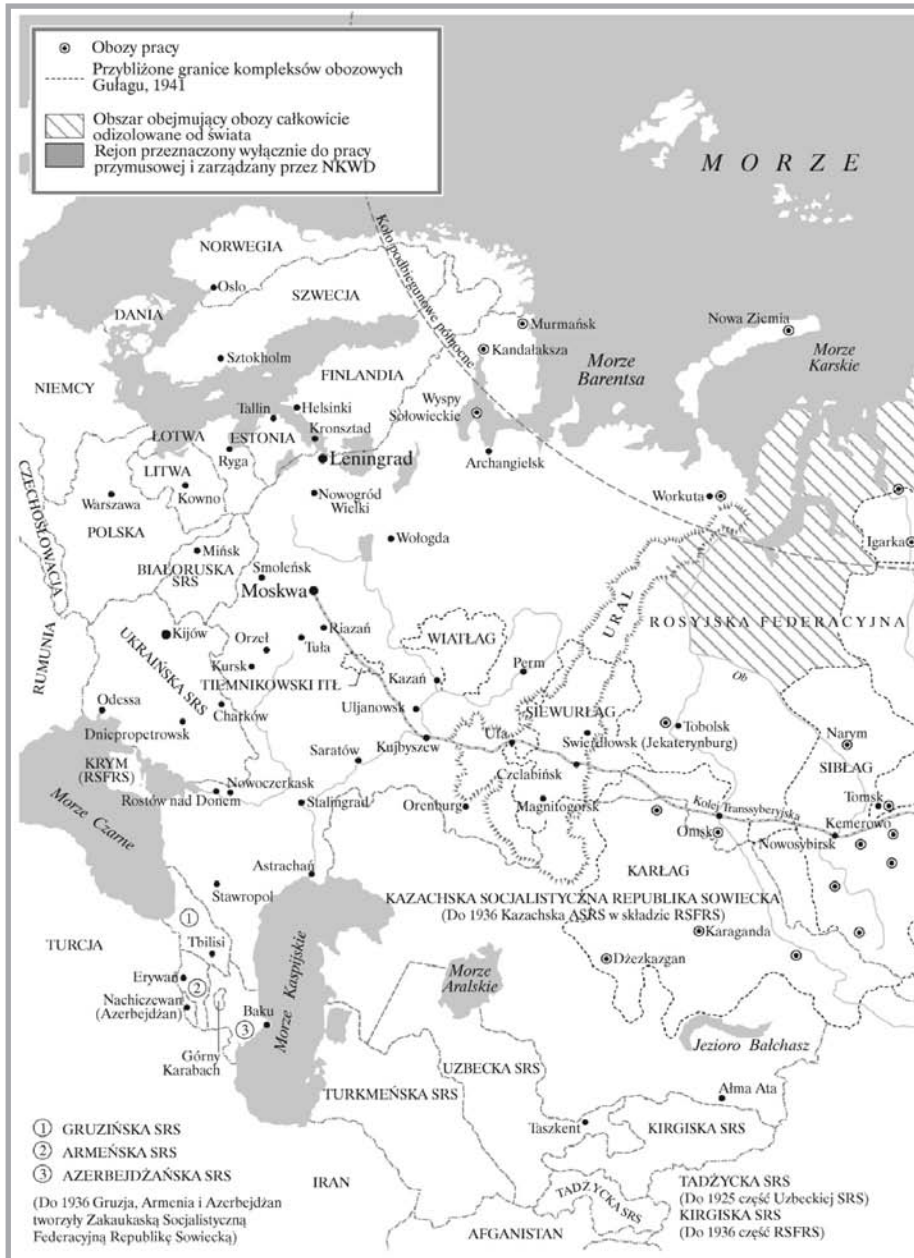 Obozy pracy
Przybliżone granice kompleksów obozowych
Gułagu, 1941
Obszar obejmujący obozy całkowicie
odizolowane od świata
Rejon przeznaczony wyłącznie do pracy
przymusowej i zarządzany przez NKWD
MORZE
Koło podbiegunowe północne
NORWEGIA
Oslo
SZWECJA
DANIA
Sztokholm
Murmańsk
Kandałaksza
Nowa Ziemia
Morze
Barentsa
Morze
Karskie
NIEMCY
FINLANDIA
Wyspy
Sołowieckie
Tallin
Helsinki
Kronsztad
ŁOTWA
ESTONIA
Ryga
Leningrad
Archangielsk
LITWA
Kowno
Nowogród
Wielki
Workuta
CZECHOSŁOWACJA
Warszawa
POLSKA
Wołogda
Igarka
Mińsk
BIAŁORUSKA
SRS
Smoleńsk
Moskwa
URAL
ROSYJSKA FEDERACYJNA
RUMUNIA
Kijów
UKRAIŃSKA SRS
Orzeł
Riazań
Tuła
WIATŁAG
Kursk
TIEMNIKOWSKI ITŁ
Kazań
Perm
Ob
Odessa
Charków
Uljanowsk
SIEWURŁAG
Tobolsk
Narym
Dniepropetrowsk
Kujbyszew
Ufa
Swierdłowsk (Jekaterynburg)
SIBŁAG
KRYM
(RSFRS)
Saratów
Czelabińsk
Tomsk
Nowoczerkask
Rostów nad Donem
Stalingrad
Orenburg
Magnitogorsk
Kolej Transsyberyjska
Kemerowo
Omsk
Nowosybirsk
Morze Czarne
Astrachań
KARŁAG
Stawropol
KAZACHSKA SOCJALISTYCZNA REPUBLIKA SOWIECKA
(Do 1936 Kazachska ASRS w składzie RSFRS)
1
TURCJA
Tbilisi
Karaganda
Dżezkazgan
Erywań
2
Morze
Aralskie
Nachiczewan
(Azerbejdżan)
3
Baku
Morze Kaspijskie
Górny
Karabach
Jezioro Bałchasz
UZBECKA SRS
TURKMEŃSKA SRS
Ałma Ata
Taszkent
KIRGISKA SRS
1 GRUZIŃSKA SRS
2 ARMEŃSKA SRS
3 AZERBEJDŻAŃSKA SRS
(Do 1936 Gruzja, Armenia i Azerbejdżan
tworzyły Zakaukaską Socjalistyczną
Federacyjną Republikę Sowiecką)
IRAN
TADŻYCKA SRS
AFGANISTAN
TADŻYCKA SRS
(Do 1925 część Uzbeckiej SRS)
KIRGISKA SRS
(Do 1936 część RSFRS)